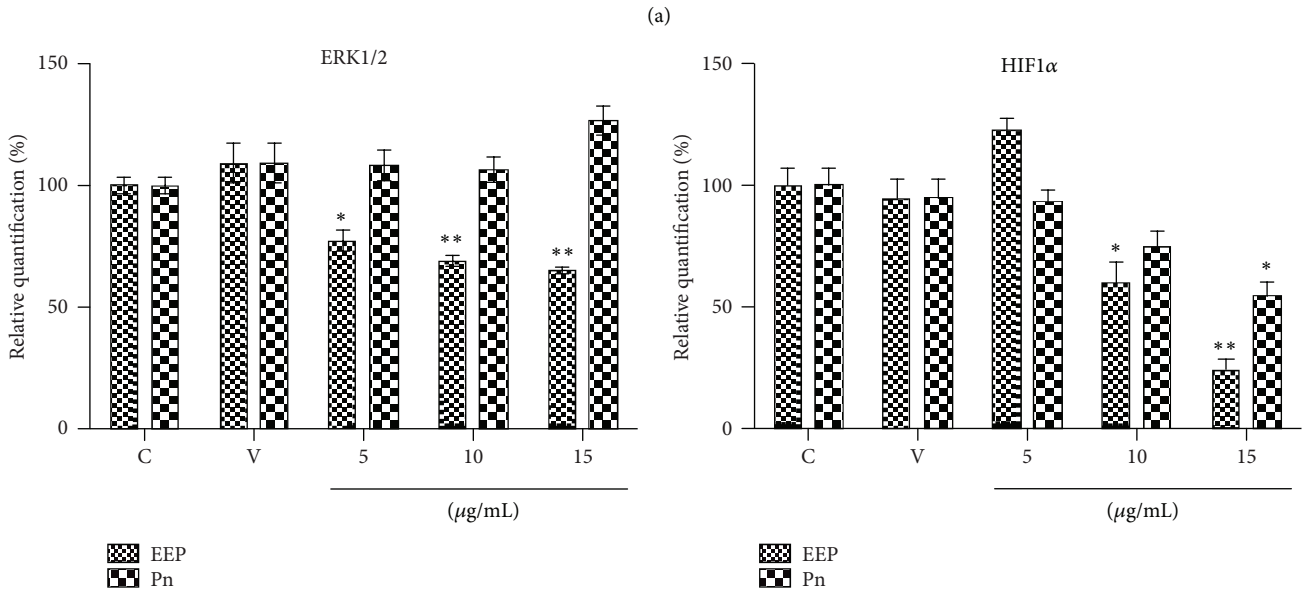 (a)
ERK1/2
Relative quantification (%)
150
100
50
0
*
**
**
C V 5 10 15
(μg/mL)
EEP
Pn
HIF1α
Relative quantification (%)
150
100
50
0
*
**
*
C V 5 10 15
(μg/mL)
EEP
Pn